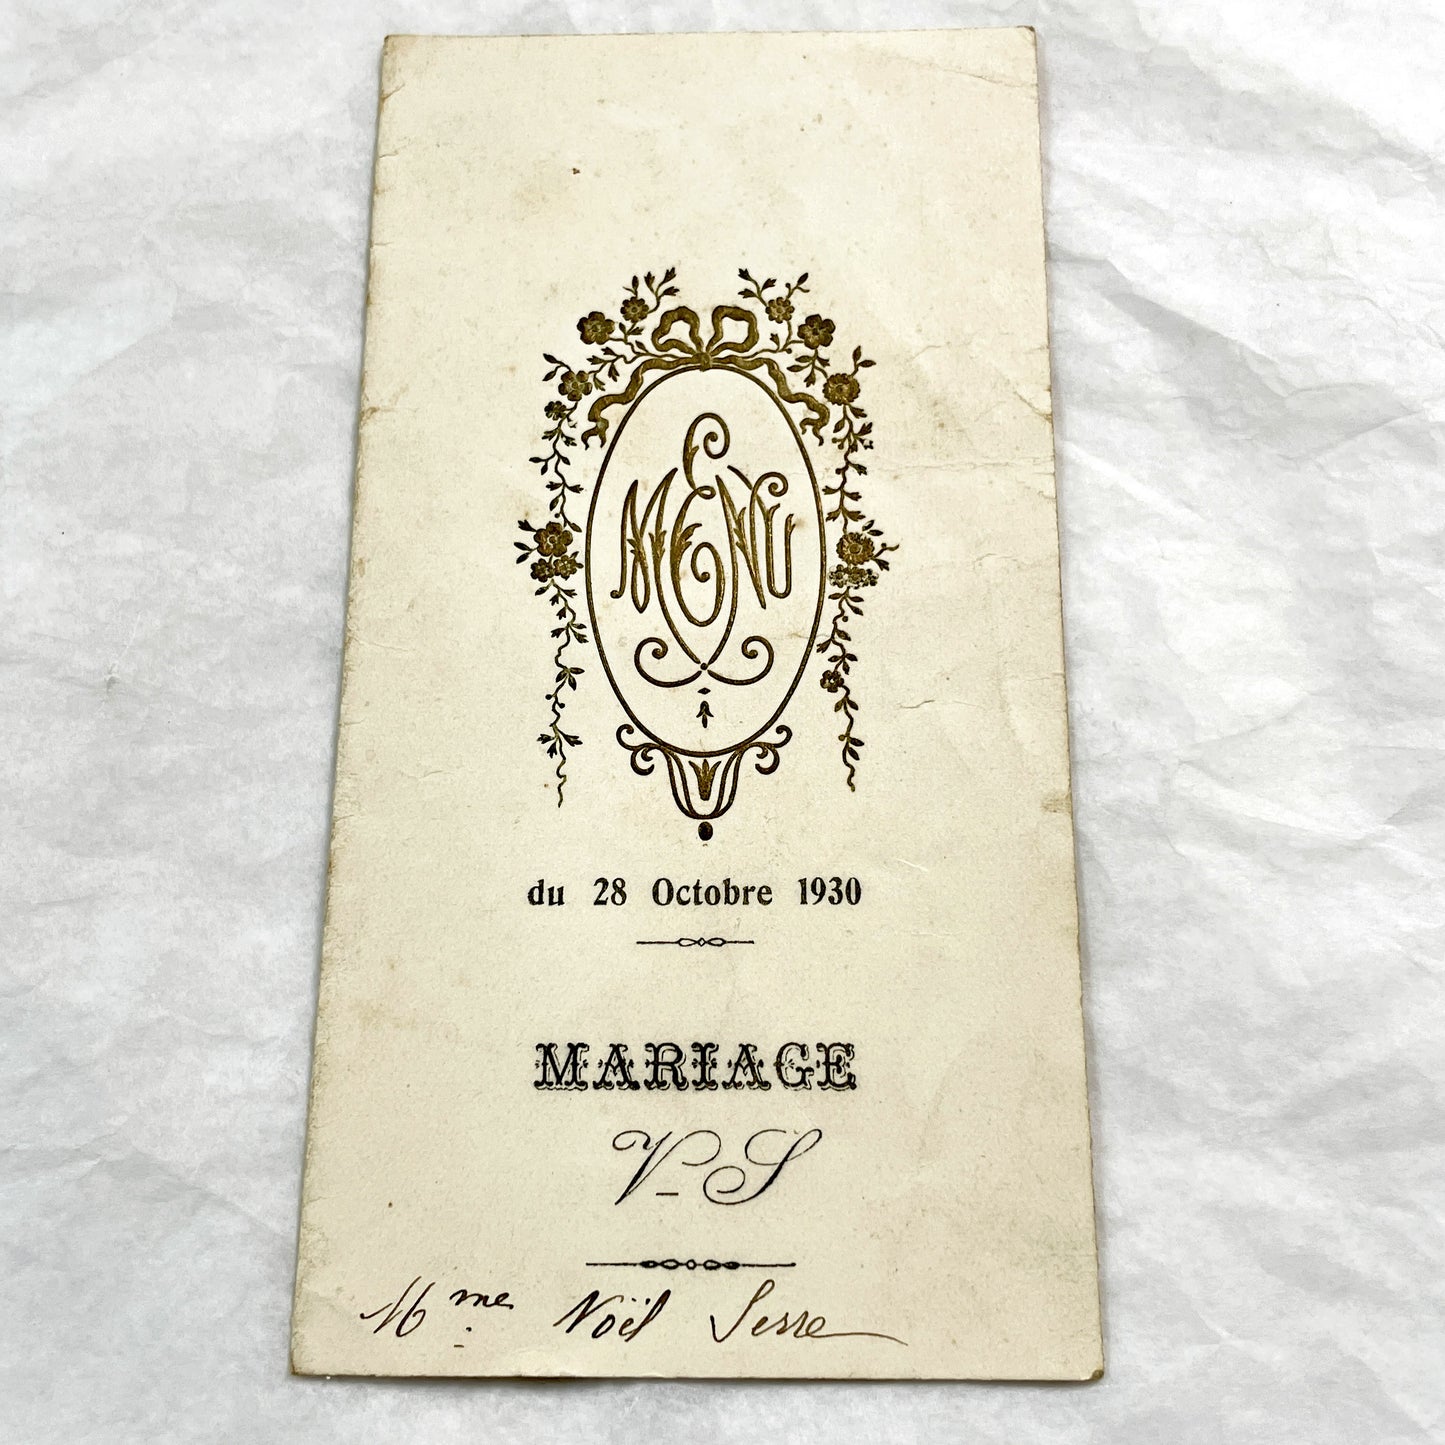 MENU
du 28 Octobre 1930
MARIAGE
V-S
Mme Noël Serre